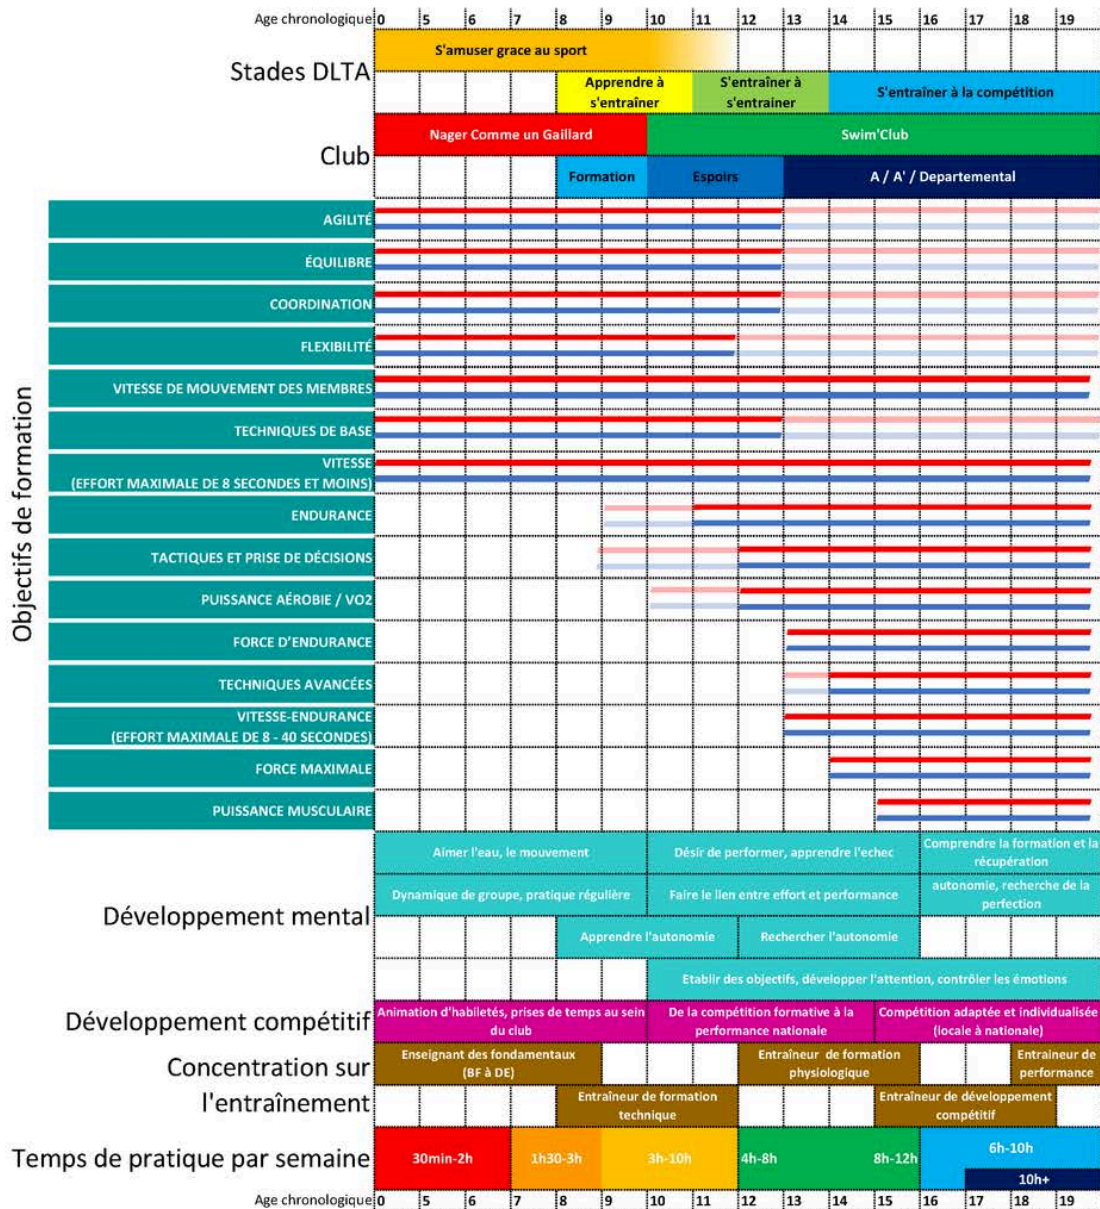 Age chronologique 0 5 6 7 8 9 10 11 12 13 14 15 16 17 18 19
Stades DLTA
S'amuser grace au sport
Apprendre à
s'entraîner
S'entraîner à
s'entrainer
S'entraîner à la compétition
Club
Nager Comme un Gaillard
Swim'Club
Formation
Espoirs
A / A' / Departemental
Objectifs de formation
AGILITÉ
ÉQUILIBRE
COORDINATION
FLEXIBILITÉ
VITESSE DE MOUVEMENT DES MEMBRES
TECHNIQUES DE BASE
VITESSE
(EFFORT MAXIMALE DE 8 SECONDES ET MOINS)
ENDURANCE
TACTIQUES ET PRISE DE DÉCISIONS
PUISSANCE AÉROBIE / VO2
FORCE D'ENDURANCE
TECHNIQUES AVANCÉES
VITESSE-ENDURANCE
(EFFORT MAXIMALE DE 8 - 40 SECONDES)
FORCE MAXIMALE
PUISSANCE MUSCULAIRE
Développement mental
Aimer l'eau, le mouvement
Désir de performer, apprendre l'echec
Comprendre la formation et la
récupération
Dynamique de groupe, pratique régulière
Faire le lien entre effort et performance
autonomie, recherche de la
perfection
Apprendre l'autonomie
Rechercher l'autonomie
Etablir des objectifs, développer l'attention, contrôler les émotions
Développement compétitif
Animation d'habiletés, prises de temps au sein
du club
De la compétition formative à la
performance nationale
Compétition adaptée et individualisée
(locale à nationale)
Concentration sur
l'entraînement
Enseignant des fondamentaux
(BF à DE)
Entraîneur de formation
physiologique
Entraineur de
performance
Entraîneur de formation
technique
Entraîneur de développement
compétitif
Temps de pratique par semaine
30min-2h
1h30-3h
3h-10h
4h-8h
8h-12h
6h-10h
10h+
Age chronologique 0 5 6 7 8 9 10 11 12 13 14 15 16 17 18 19